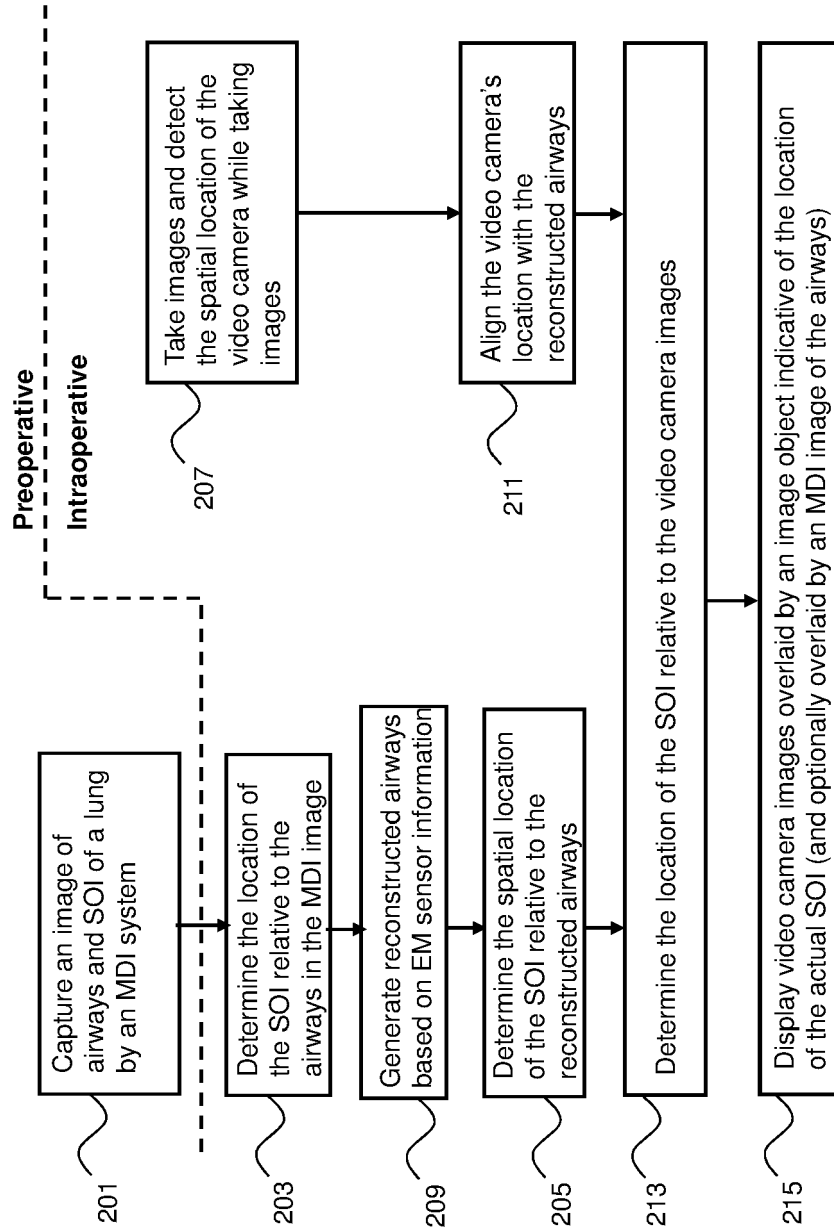 Preoperative
Intraoperative
201
Capture an image of
airways and SOI of a lung
by an MDI system
203
Determine the location of
the SOI relative to the
airways in the MDI image
209
Generate reconstructed airways
based on EM sensor information
205
Determine the spatial location
of the SOI relative to the
reconstructed airways
207
Take images and detect
the spatial location of the
video camera while taking
images
211
Align the video camera's
location with the
reconstructed airways
213
Determine the location of the SOI relative to the video camera images
215
Display video camera images overlaid by an image object indicative of the location
of the actual SOI (and optionally overlaid by an MDI image of the airways)